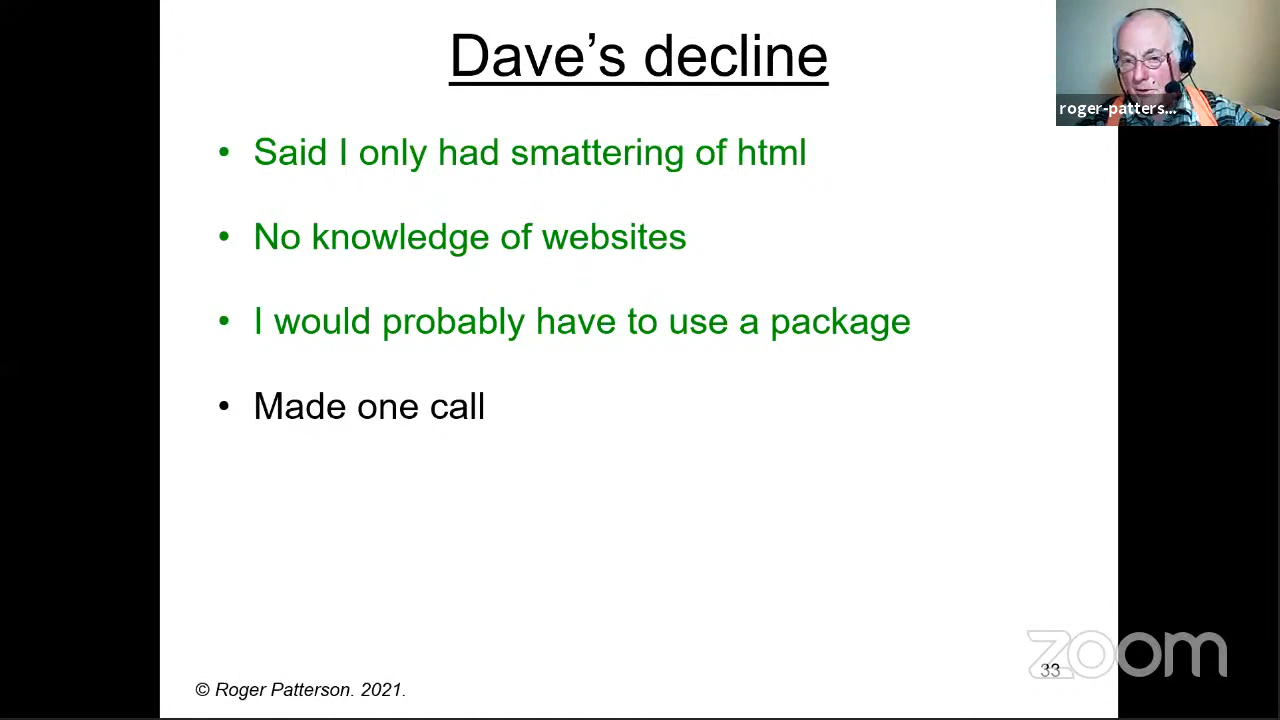 Dave’s decline
roger-patters...
• Said I only had smattering of html
• No knowledge of websites
• I would probably have to use a package
• Made one call
zoom
33
© Roger Patterson. 2021.